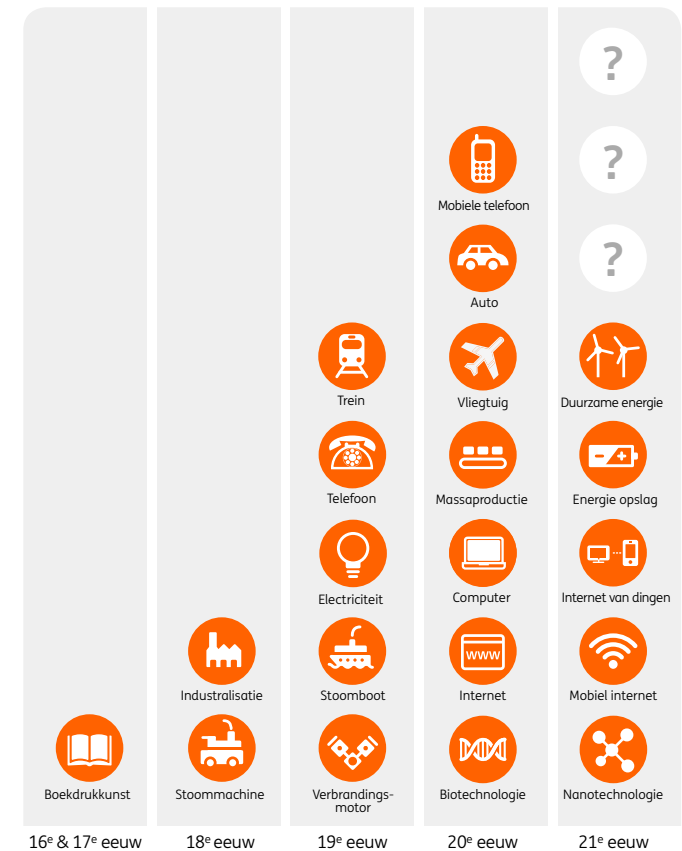 ?
?
Mobiele telefoon
?
Auto
Trein
Vliegtuig
Duurzame energie
Telefoon
Massaproductie
Energie opslag
Electriciteit
Computer
Internet van dingen
Industralisatie
Stoomboot
www
Internet
Mobiel internet
Boekdrukkunst
Stoommachine
Verbrandings-
motor
Biotechnologie
Nanotechnologie
16e & 17e eeuw
18e eeuw
19e eeuw
20e eeuw
21e eeuw